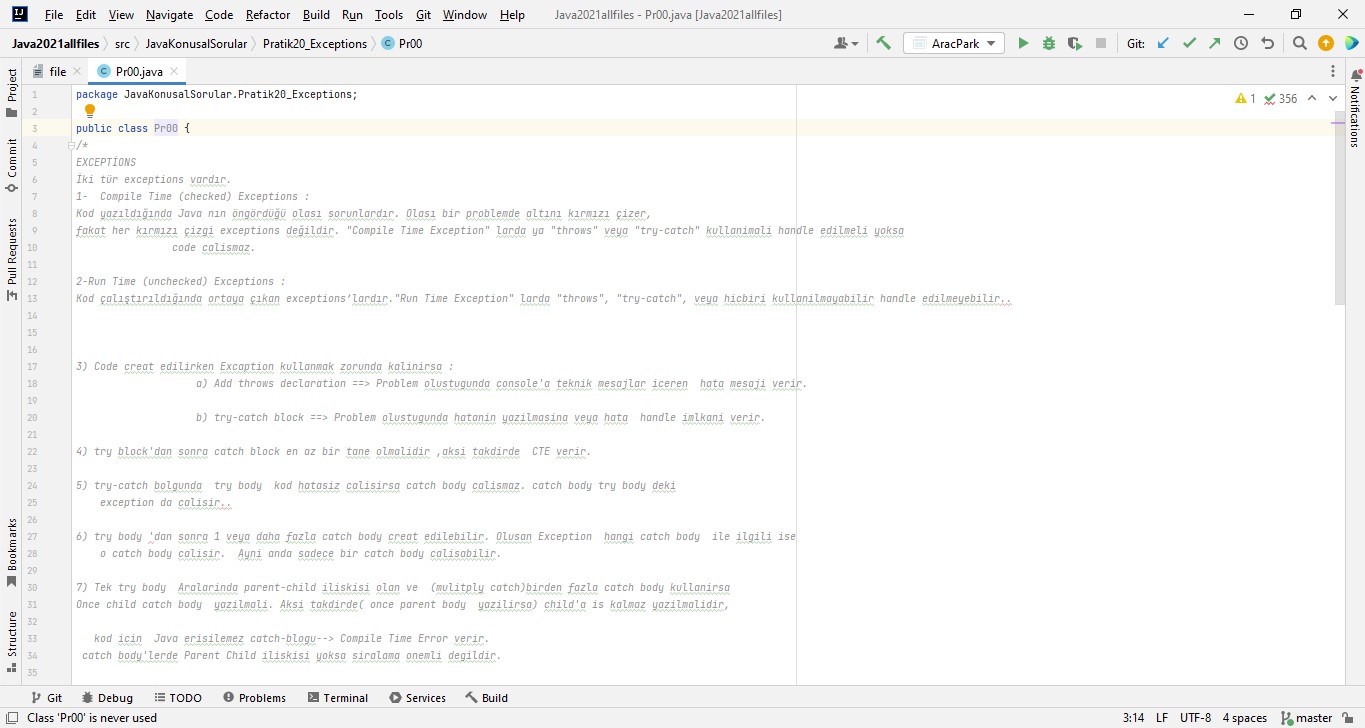 File Edit View Navigate Code Refactor Build Run Tools Git Window Help Java2021allfiles - Pr00.java [Java2021allfiles]
Java2021allfiles src JavaKonusalSorular Pratik20_Exceptions Pr00 AracPark Git:
file Pr00.java
Project
Commit
Pull Requests
Bookmarks
Structure
Notifications
1 package JavaKonusalSorular.Pratik20_Exceptions; 1 356
2
3 public class Pr00 {
4 /*
5 EXCEPTİONS
6 İki tür exceptions vardır.
7 1- Compile Time (checked) Exceptions :
8 Kod yazıldığında Java nın öngördüğü olası sorunlardır. Olası bir problemde altını kırmızı çizer,
9 fakat her kırmızı çizgi exceptions değildir. "Compile Time Exception" larda ya "throws" veya "try-catch" kullanimali handle edilmeli yoksa
10 code calismaz.
11
12 2-Run Time (unchecked) Exceptions :
13 Kod çalıştırıldığında ortaya çıkan exceptions’lardır."Run Time Exception" larda "throws", "try-catch", veya hicbiri kullanilmayabilir handle edilmeyebilir..
14
15
16
17 3) Code creat edilirken Excaption kullanmak zorunda kalinirsa :
18 a) Add throws declaration ==> Problem olustugunda console'a teknik mesajlar iceren hata mesaji verir.
19
20 b) try-catch block ==> Problem olustugunda hatanin yazilmasina veya hata handle imlkani verir.
21
22 4) try block'dan sonra catch block en az bir tane olmalidir ,aksi takdirde CTE verir.
23
24 5) try-catch bolgunda try body kod hatasiz calisirsa catch body calismaz. catch body try body deki
25 exception da calisir..
26
27 6) try body 'dan sonra 1 veya daha fazla catch body creat edilebilir. Olusan Exception hangi catch body ile ilgili ise
28 o catch body calisir. Ayni anda sadece bir catch body calisabilir.
29
30 7) Tek try body Aralarinda parent-child iliskisi olan ve (mulitply catch)birden fazla catch body kullanirsa
31 Once child catch body yazilmali. Aksi takdirde( once parent body yazilirsa) child'a is kalmaz yazilmalidir,
32
33 kod icin Java erisilemez catch-blogu--> Compile Time Error verir.
34 catch body'lerde Parent Child iliskisi yoksa siralama onemli degildir.
35
Git Debug TODO Problems Terminal Services Build
Class 'Pr00' is never used 3:14 LF UTF-8 4 spaces master